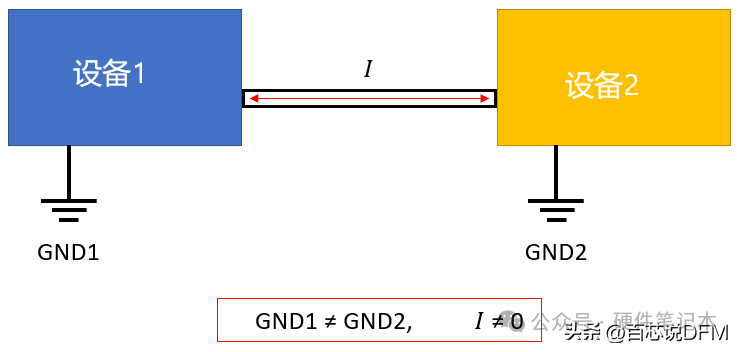 设备1
I
设备2
GND1
GND2
GND1 ≠ GND2, I ≠ 0
公众号 · 硬件笔记本
头条 @百芯说DFM